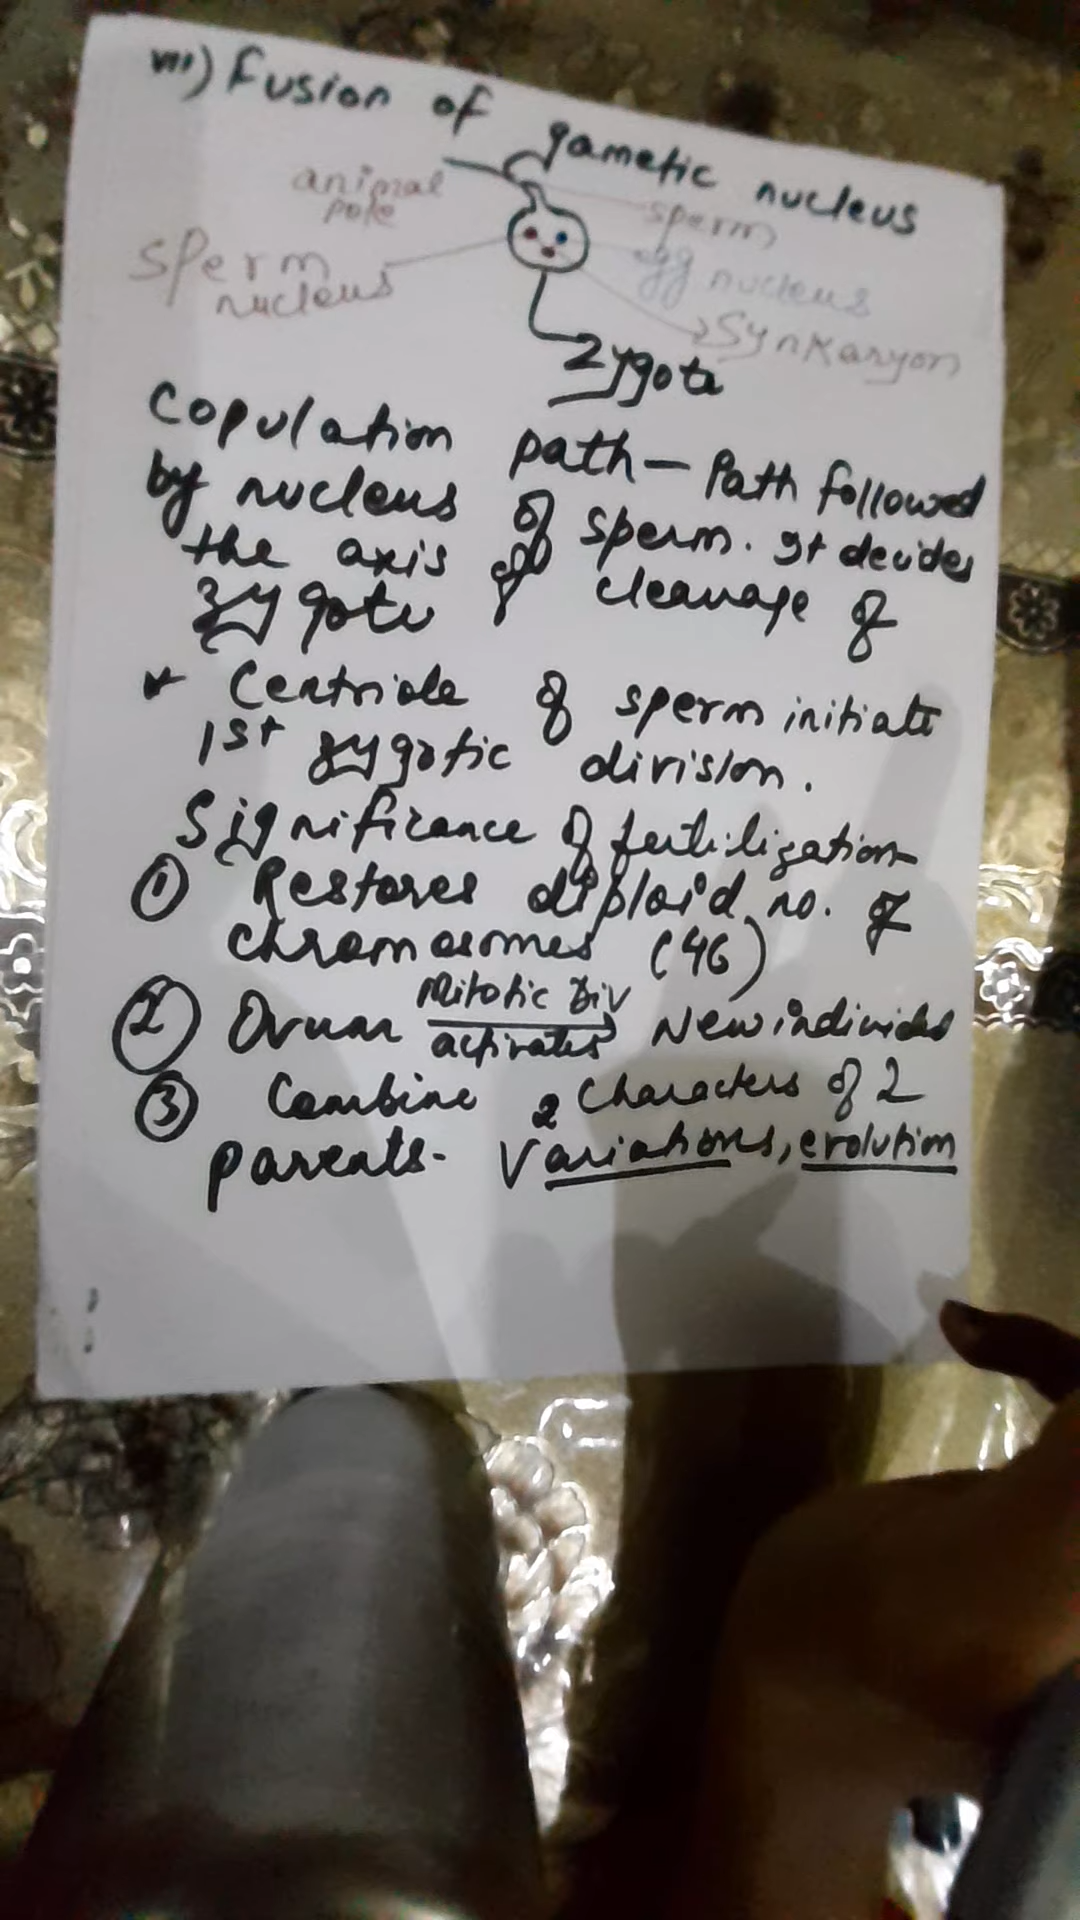 VIII) Fusion of gametic nucleus
animal
pole
sperm
Sperm
nucleus
egg nucleus
Synkaryon
Zygote
Copulation path - Path followed
by nucleus of sperm. It decides
the axis of cleavage of
zygote
* Centriole of sperm initiate
1st zygotic division.
Significance of fertilization -
① Restores diploid no. of
chromosomes (46)
② Ovum Mitotic Div
activates New individual
③ Combine 2 characters of 2
parents. Variations, evolution